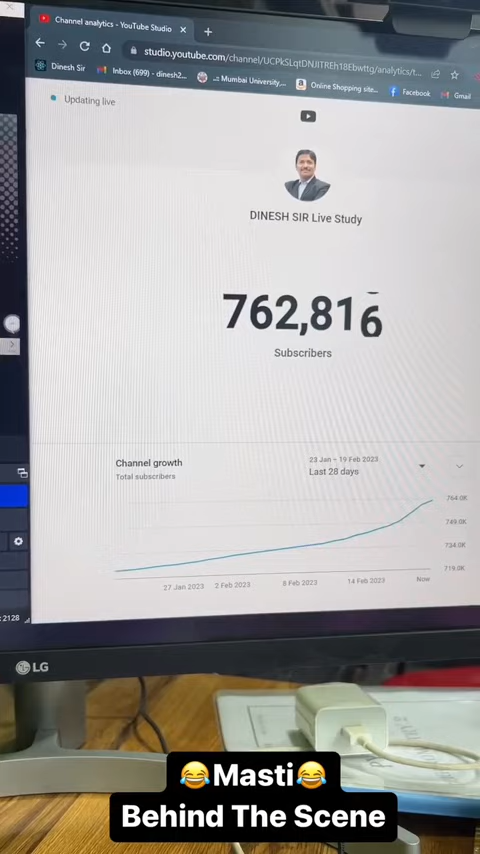 Channel analytics - YouTube Studio
studio.youtube.com/channel/UCPkSLqtDNJITREh18Ebwttg/analytics/t...
Dinesh Sir
Inbox (699) - dinesh2...
..:: Mumbai University,...
Online Shopping site...
Facebook
Gmail
Updating live
DINESH SIR Live Study
762,816
Subscribers
Channel growth
Total subscribers
23 Jan – 19 Feb 2023
Last 28 days
764.0K
749.0K
734.0K
719.0K
27 Jan 2023
2 Feb 2023
8 Feb 2023
14 Feb 2023
Now
: 2128
LG
😂Masti😂
Behind The Scene